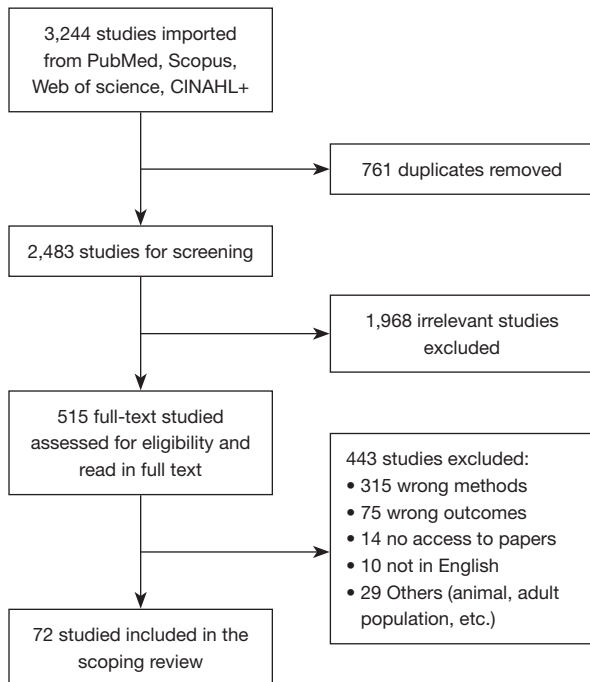 3,244 studies imported
from PubMed, Scopus,
Web of science, CINAHL+
761 duplicates removed
2,483 studies for screening
1,968 irrelevant studies
excluded
515 full-text studied
assessed for eligibility and
read in full text
443 studies excluded:
• 315 wrong methods
• 75 wrong outcomes
• 14 no access to papers
• 10 not in English
• 29 Others (animal, adult
population, etc.)
72 studied included in the
scoping review